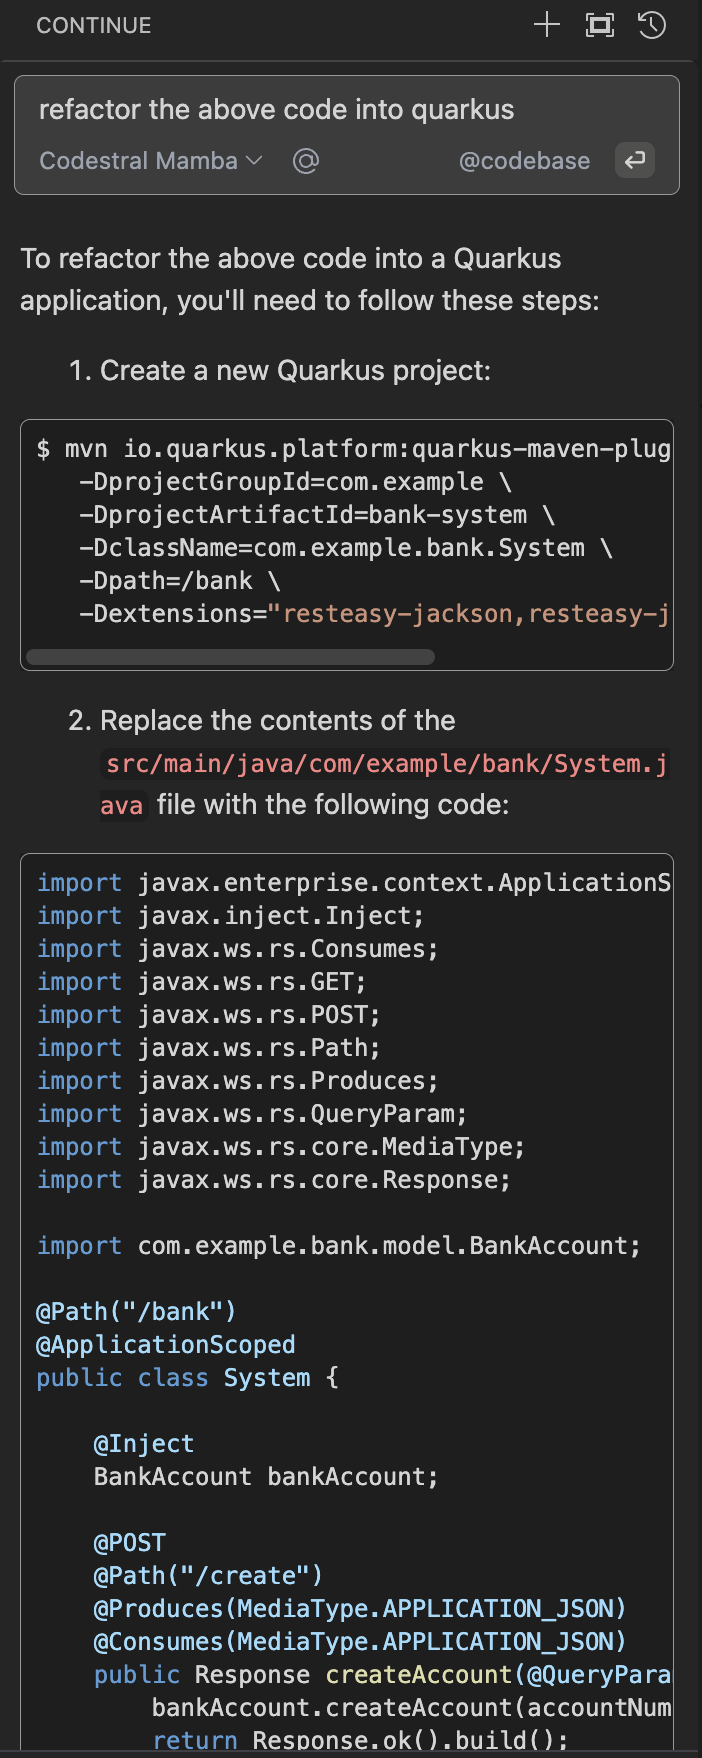 CONTINUE
refactor the above code into quarkus
Codestral Mamba @codebase
To refactor the above code into a Quarkus
application, you'll need to follow these steps:
1. Create a new Quarkus project:
$ mvn io.quarkus.platform:quarkus-maven-plug
-DprojectGroupId=com.example \
-DprojectArtifactId=bank-system \
-DclassName=com.example.bank.System \
-Dpath=/bank \
-Dextensions="resteasy-jackson,resteasy-j
2. Replace the contents of the
src/main/java/com/example/bank/System.j
ava file with the following code:
import javax.enterprise.context.ApplicationS
import javax.inject.Inject;
import javax.ws.rs.Consumes;
import javax.ws.rs.GET;
import javax.ws.rs.POST;
import javax.ws.rs.Path;
import javax.ws.rs.Produces;
import javax.ws.rs.QueryParam;
import javax.ws.rs.core.MediaType;
import javax.ws.rs.core.Response;
import com.example.bank.model.BankAccount;
@Path("/bank")
@ApplicationScoped
public class System {
@Inject
BankAccount bankAccount;
@POST
@Path("/create")
@Produces(MediaType.APPLICATION_JSON)
@Consumes(MediaType.APPLICATION_JSON)
public Response createAccount(@QueryPara
bankAccount.createAccount(accountNum
return Response.ok().build();